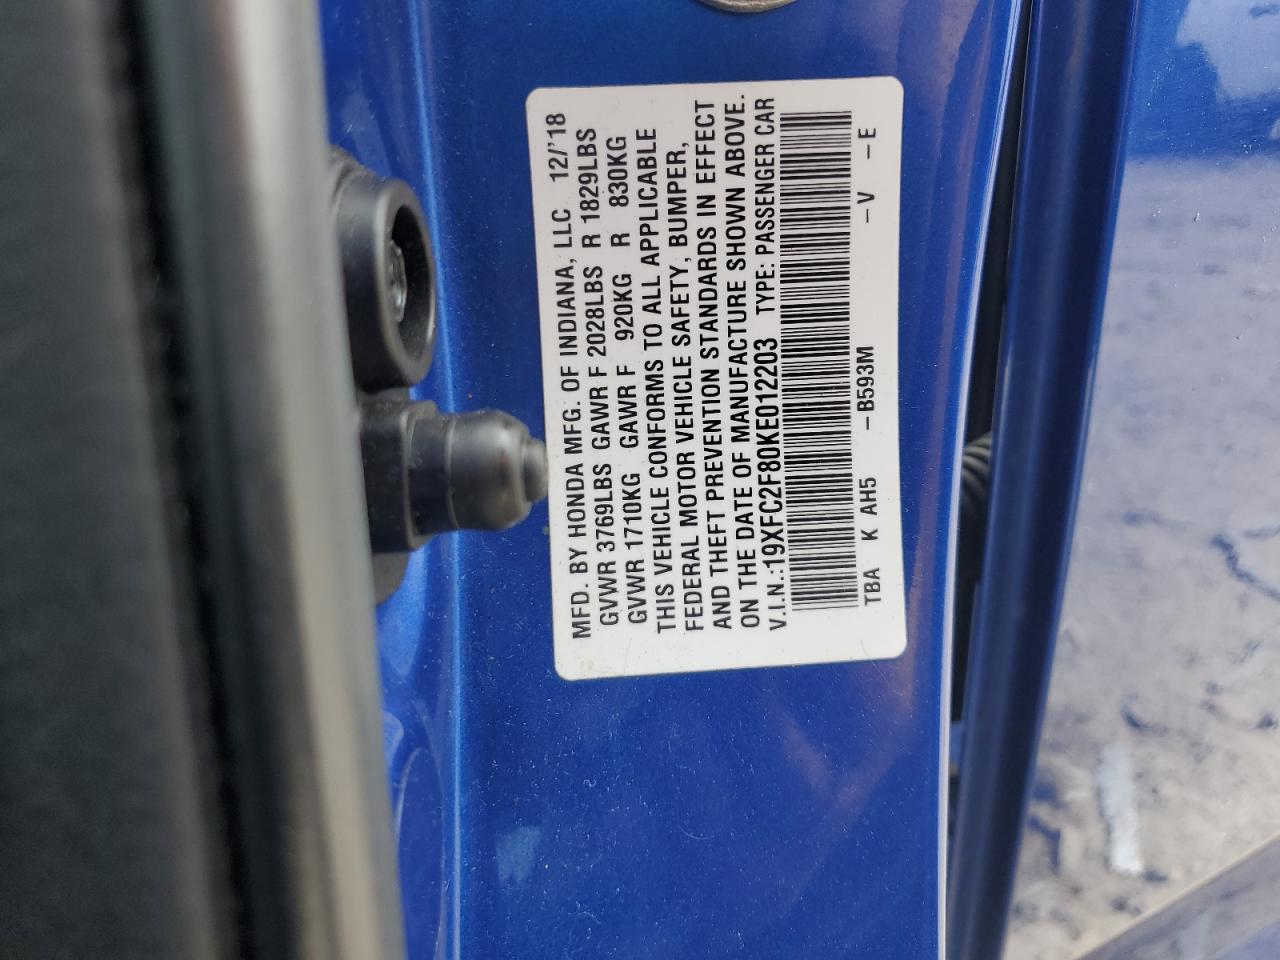 MFD. BY HONDA MFG. OF INDIANA, LLC 12/'18
GVWR 3769LBS GAWR F 2028LBS R 1829LBS
GVWR 1710KG GAWR F 920KG R 830KG
THIS VEHICLE CONFORMS TO ALL APPLICABLE
FEDERAL MOTOR VEHICLE SAFETY, BUMPER,
AND THEFT PREVENTION STANDARDS IN EFFECT
ON THE DATE OF MANUFACTURE SHOWN ABOVE.
V.I.N.:19XFC2F80KE012203 TYPE: PASSENGER CAR
TBA K AH5 -B593M -V -E